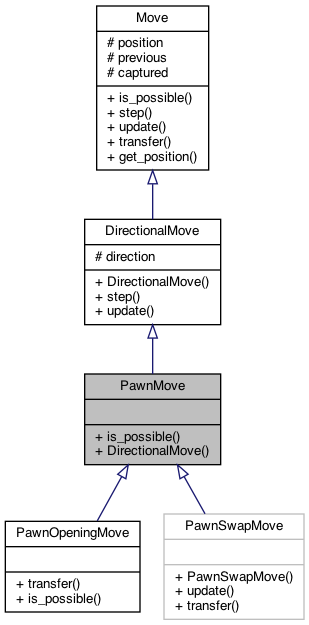 Move
# position
# previous
# captured
+ is_possible()
+ step()
+ update()
+ transfer()
+ get_position()
DirectionalMove
# direction
+ DirectionalMove()
+ step()
+ update()
PawnMove
+ is_possible()
+ DirectionalMove()
PawnOpeningMove
+ transfer()
+ is_possible()
PawnSwapMove
+ PawnSwapMove()
+ update()
+ transfer()